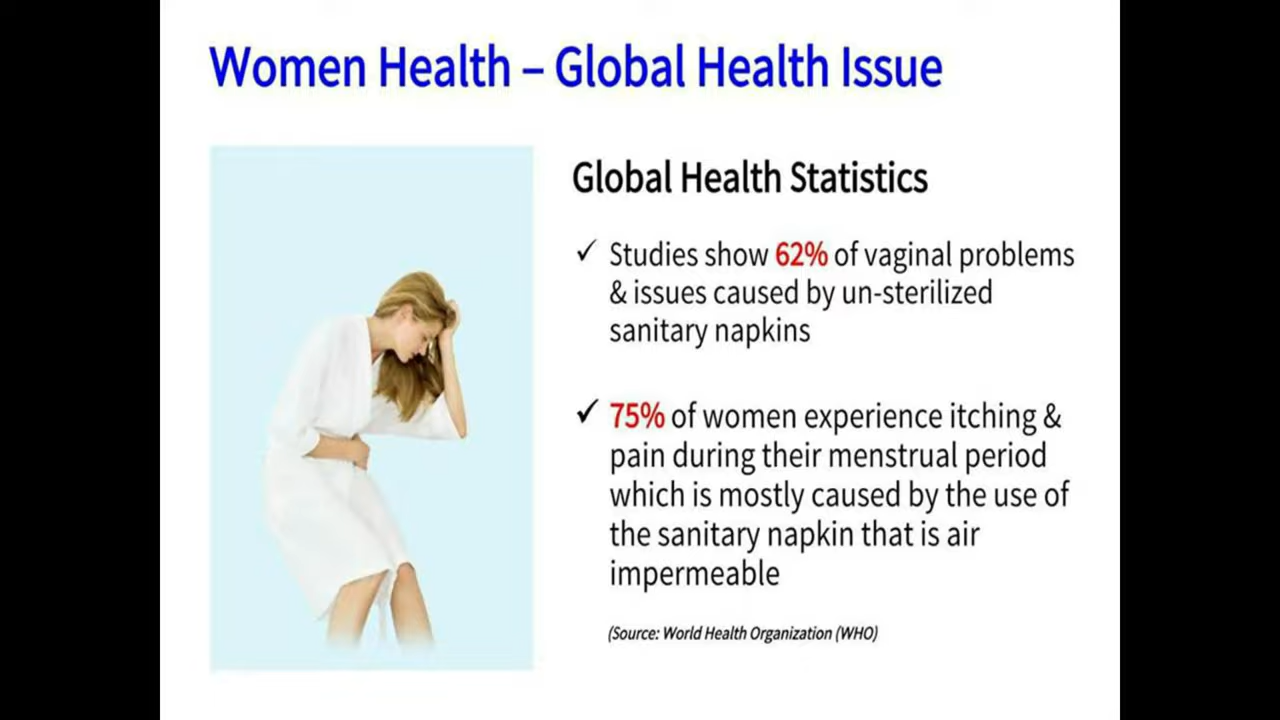 Women Health – Global Health Issue
Global Health Statistics
✓ Studies show 62% of vaginal problems
& issues caused by un-sterilized
sanitary napkins
✓ 75% of women experience itching &
pain during their menstrual period
which is mostly caused by the use of
the sanitary napkin that is air
impermeable
(Source: World Health Organization (WHO)